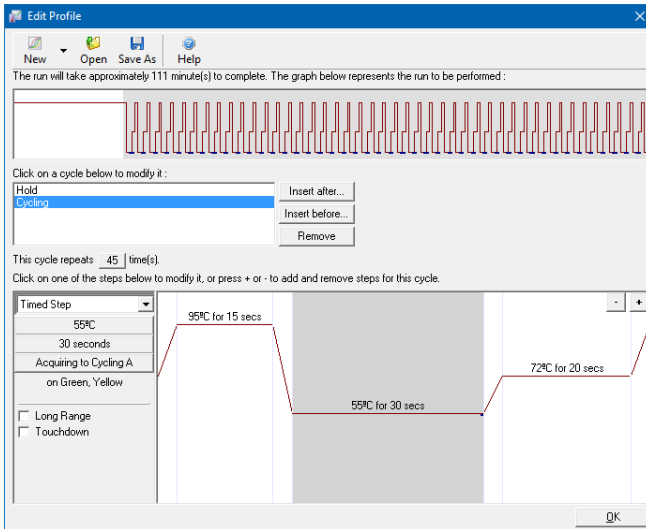 Edit Profile
New Open Save As Help
The run will take approximately 111 minute(s) to complete. The graph below represents the run to be performed :
Click on a cycle below to modify it :
Hold
Cycling
Insert after...
Insert before...
Remove
This cycle repeats 45 time(s).
Click on one of the steps below to modify it, or press + or - to add and remove steps for this cycle.
Timed Step
- +
55ºC
30 seconds
Acquiring to Cycling A
on Green, Yellow
Long Range
Touchdown
95ºC for 15 secs
55ºC for 30 secs
72ºC for 20 secs
OK